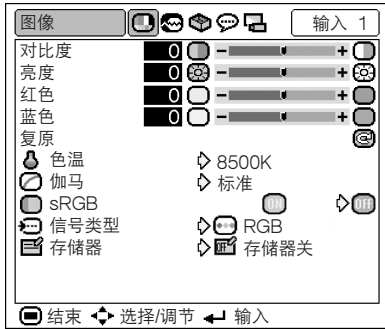 图像 输入 1
对比度 0 - +
亮度 0 - +
红色 0 - +
蓝色 0 - +
复原
色温 8500K
伽马 标准
sRGB ON OFF
信号类型 RGB
存储器 OFF 存储器关
结束 选择/调节 输入